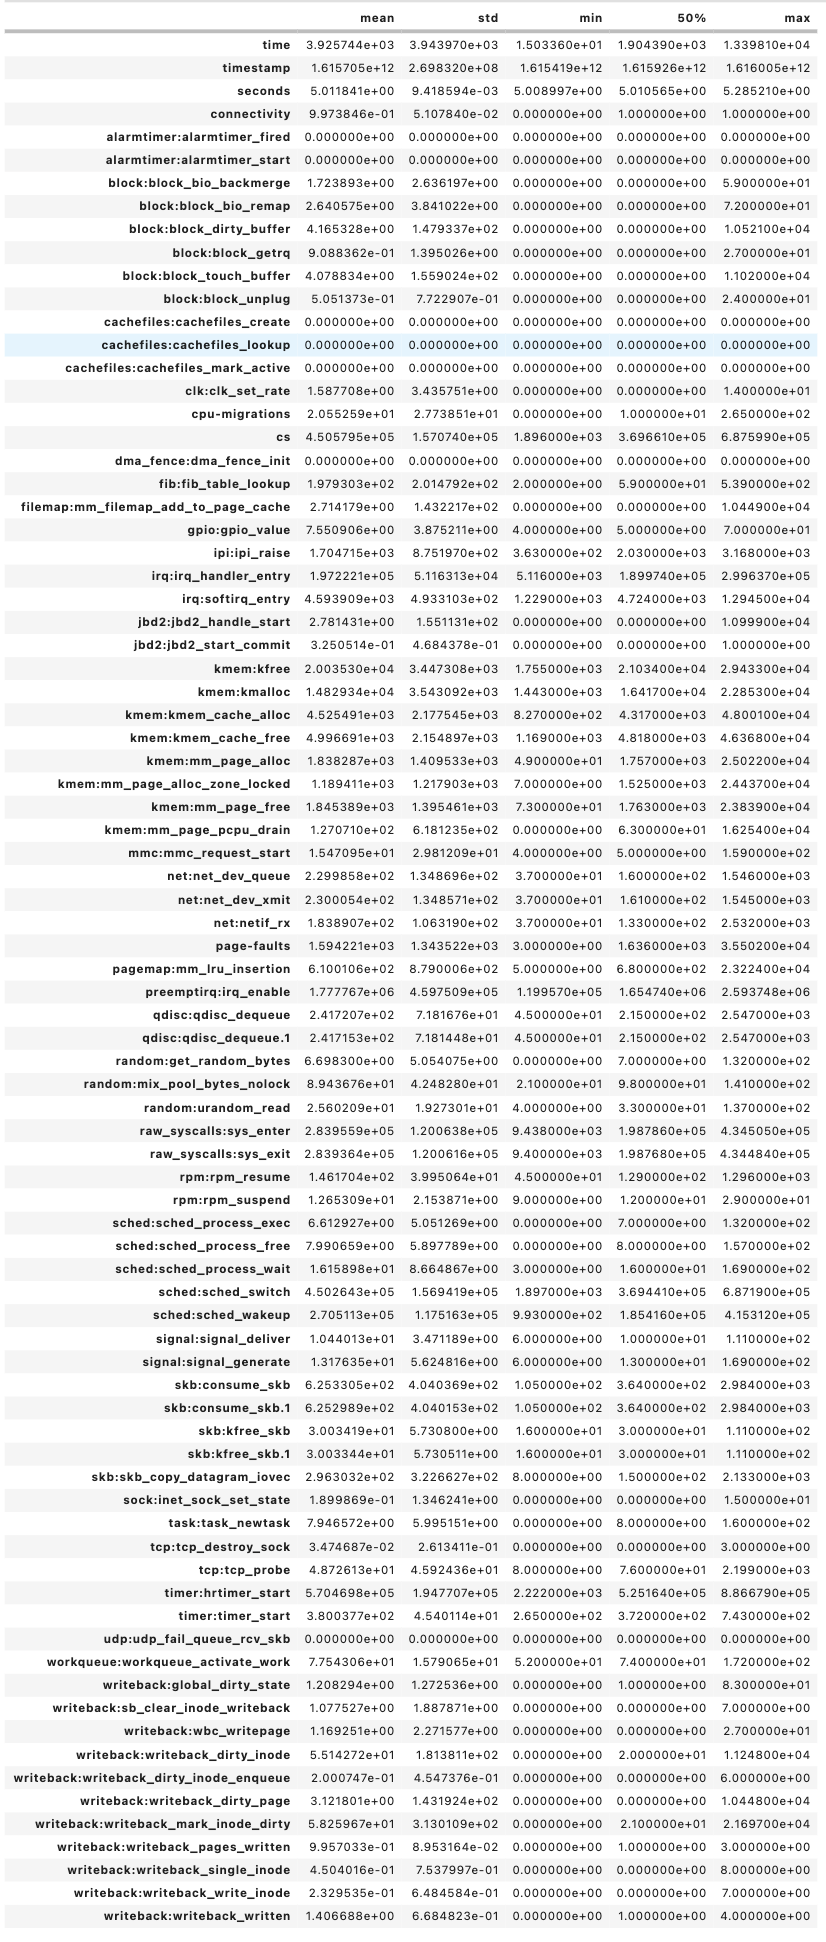 mean std min 50% max
time 3.925744e+03 3.943970e+03 1.503360e+01 1.904390e+03 1.339810e+04
timestamp 1.615705e+12 2.698320e+08 1.615419e+12 1.615926e+12 1.616005e+12
seconds 5.011841e+00 9.418594e-03 5.008997e+00 5.010565e+00 5.285210e+00
connectivity 9.973846e-01 5.107840e-02 0.000000e+00 1.000000e+00 1.000000e+00
alarmtimer:alarmtimer_fired 0.000000e+00 0.000000e+00 0.000000e+00 0.000000e+00 0.000000e+00
alarmtimer:alarmtimer_start 0.000000e+00 0.000000e+00 0.000000e+00 0.000000e+00 0.000000e+00
block:block_bio_backmerge 1.723893e+00 2.636197e+00 0.000000e+00 0.000000e+00 5.900000e+01
block:block_bio_remap 2.640575e+00 3.841022e+00 0.000000e+00 0.000000e+00 7.200000e+01
block:block_dirty_buffer 4.165328e+00 1.479337e+02 0.000000e+00 0.000000e+00 1.052100e+04
block:block_getrq 9.088362e-01 1.395026e+00 0.000000e+00 0.000000e+00 2.700000e+01
block:block_touch_buffer 4.078834e+00 1.559024e+02 0.000000e+00 0.000000e+00 1.102000e+04
block:block_unplug 5.051373e-01 7.722907e-01 0.000000e+00 0.000000e+00 2.400000e+01
cachefiles:cachefiles_create 0.000000e+00 0.000000e+00 0.000000e+00 0.000000e+00 0.000000e+00
cachefiles:cachefiles_lookup 0.000000e+00 0.000000e+00 0.000000e+00 0.000000e+00 0.000000e+00
cachefiles:cachefiles_mark_active 0.000000e+00 0.000000e+00 0.000000e+00 0.000000e+00 0.000000e+00
clk:clk_set_rate 1.587708e+00 3.435751e+00 0.000000e+00 0.000000e+00 1.400000e+01
cpu-migrations 2.055259e+01 2.773851e+01 0.000000e+00 1.000000e+01 2.650000e+02
cs 4.505795e+05 1.570740e+05 1.896000e+03 3.696610e+05 6.875990e+05
dma_fence:dma_fence_init 0.000000e+00 0.000000e+00 0.000000e+00 0.000000e+00 0.000000e+00
fib:fib_table_lookup 1.979303e+02 2.014792e+02 2.000000e+00 5.900000e+01 5.390000e+02
filemap:mm_filemap_add_to_page_cache 2.714179e+00 1.432217e+02 0.000000e+00 0.000000e+00 1.044900e+04
gpio:gpio_value 7.550906e+00 3.875211e+00 4.000000e+00 5.000000e+00 7.000000e+01
ipi:ipi_raise 1.704715e+03 8.751970e+02 3.630000e+02 2.030000e+03 3.168000e+03
irq:irq_handler_entry 1.972221e+05 5.116313e+04 5.116000e+03 1.899740e+05 2.996370e+05
irq:softirq_entry 4.593909e+03 4.933103e+02 1.229000e+03 4.724000e+03 1.294500e+04
jbd2:jbd2_handle_start 2.781431e+00 1.551131e+02 0.000000e+00 0.000000e+00 1.099900e+04
jbd2:jbd2_start_commit 3.250514e-01 4.684378e-01 0.000000e+00 0.000000e+00 1.000000e+00
kmem:kfree 2.003530e+04 3.447308e+03 1.755000e+03 2.103400e+04 2.943300e+04
kmem:kmalloc 1.482934e+04 3.543092e+03 1.443000e+03 1.641700e+04 2.285300e+04
kmem:kmem_cache_alloc 4.525491e+03 2.177545e+03 8.270000e+02 4.317000e+03 4.800100e+04
kmem:kmem_cache_free 4.996691e+03 2.154897e+03 1.169000e+03 4.818000e+03 4.636800e+04
kmem:mm_page_alloc 1.838287e+03 1.409533e+03 4.900000e+01 1.757000e+03 2.502200e+04
kmem:mm_page_alloc_zone_locked 1.189411e+03 1.217903e+03 7.000000e+00 1.525000e+03 2.443700e+04
kmem:mm_page_free 1.845389e+03 1.395461e+03 7.300000e+01 1.763000e+03 2.383900e+04
kmem:mm_page_pcpu_drain 1.270710e+02 6.181235e+02 0.000000e+00 6.300000e+01 1.625400e+04
mmc:mmc_request_start 1.547095e+01 2.981209e+01 4.000000e+00 5.000000e+00 1.590000e+02
net:net_dev_queue 2.299858e+02 1.348696e+02 3.700000e+01 1.600000e+02 1.546000e+03
net:net_dev_xmit 2.300054e+02 1.348571e+02 3.700000e+01 1.610000e+02 1.545000e+03
net:netif_rx 1.838907e+02 1.063190e+02 3.700000e+01 1.330000e+02 2.532000e+03
page-faults 1.594221e+03 1.343522e+03 3.000000e+00 1.636000e+03 3.550200e+04
pagemap:mm_lru_insertion 6.100106e+02 8.790006e+02 5.000000e+00 6.800000e+02 2.322400e+04
preemptirq:irq_enable 1.777767e+06 4.597509e+05 1.199570e+05 1.654740e+06 2.593748e+06
qdisc:qdisc_dequeue 2.417207e+02 7.181676e+01 4.500000e+01 2.150000e+02 2.547000e+03
qdisc:qdisc_dequeue.1 2.417153e+02 7.181448e+01 4.500000e+01 2.150000e+02 2.547000e+03
random:get_random_bytes 6.698300e+00 5.054075e+00 0.000000e+00 7.000000e+00 1.320000e+02
random:mix_pool_bytes_nolock 8.943676e+01 4.248280e+01 2.100000e+01 9.800000e+01 1.410000e+02
random:urandom_read 2.560209e+01 1.927301e+01 4.000000e+00 3.300000e+01 1.370000e+02
raw_syscalls:sys_enter 2.839559e+05 1.200638e+05 9.438000e+03 1.987860e+05 4.345050e+05
raw_syscalls:sys_exit 2.839364e+05 1.200616e+05 9.400000e+03 1.987680e+05 4.344840e+05
rpm:rpm_resume 1.461704e+02 3.995064e+01 4.500000e+01 1.290000e+02 1.296000e+03
rpm:rpm_suspend 1.265309e+01 2.153871e+00 9.000000e+00 1.200000e+01 2.900000e+01
sched:sched_process_exec 6.612927e+00 5.051269e+00 0.000000e+00 7.000000e+00 1.320000e+02
sched:sched_process_free 7.990659e+00 5.897789e+00 0.000000e+00 8.000000e+00 1.570000e+02
sched:sched_process_wait 1.615898e+01 8.664867e+00 3.000000e+00 1.600000e+01 1.690000e+02
sched:sched_switch 4.502643e+05 1.569419e+05 1.897000e+03 3.694410e+05 6.871900e+05
sched:sched_wakeup 2.705113e+05 1.175163e+05 9.930000e+02 1.854160e+05 4.153120e+05
signal:signal_deliver 1.044013e+01 3.471189e+00 6.000000e+00 1.000000e+01 1.110000e+02
signal:signal_generate 1.317635e+01 5.624816e+00 6.000000e+00 1.300000e+01 1.690000e+02
skb:consume_skb 6.253305e+02 4.040369e+02 1.050000e+02 3.640000e+02 2.984000e+03
skb:consume_skb.1 6.252989e+02 4.040153e+02 1.050000e+02 3.640000e+02 2.984000e+03
skb:kfree_skb 3.003419e+01 5.730800e+00 1.600000e+01 3.000000e+01 1.110000e+02
skb:kfree_skb.1 3.003344e+01 5.730511e+00 1.600000e+01 3.000000e+01 1.110000e+02
skb:skb_copy_datagram_iovec 2.963032e+02 3.226627e+02 8.000000e+00 1.500000e+02 2.133000e+03
sock:inet_sock_set_state 1.899869e-01 1.346241e+00 0.000000e+00 0.000000e+00 1.500000e+01
task:task_newtask 7.946572e+00 5.995151e+00 0.000000e+00 8.000000e+00 1.600000e+02
tcp:tcp_destroy_sock 3.474687e-02 2.613411e-01 0.000000e+00 0.000000e+00 3.000000e+00
tcp:tcp_probe 4.872613e+01 4.592436e+01 8.000000e+00 7.600000e+01 2.199000e+03
timer:hrtimer_start 5.704698e+05 1.947707e+05 2.222000e+03 5.251640e+05 8.866790e+05
timer:timer_start 3.800377e+02 4.540114e+01 2.650000e+02 3.720000e+02 7.430000e+02
udp:udp_fail_queue_rcv_skb 0.000000e+00 0.000000e+00 0.000000e+00 0.000000e+00 0.000000e+00
workqueue:workqueue_activate_work 7.754306e+01 1.579065e+01 5.200000e+01 7.400000e+01 1.720000e+02
writeback:global_dirty_state 1.208294e+00 1.272536e+00 0.000000e+00 1.000000e+00 8.300000e+01
writeback:sb_clear_inode_writeback 1.077527e+00 1.887871e+00 0.000000e+00 0.000000e+00 7.000000e+00
writeback:wbc_writepage 1.169251e+00 2.271577e+00 0.000000e+00 0.000000e+00 2.700000e+01
writeback:writeback_dirty_inode 5.514272e+01 1.813811e+02 0.000000e+00 2.000000e+01 1.124800e+04
writeback:writeback_dirty_inode_enqueue 2.000747e-01 4.547376e-01 0.000000e+00 0.000000e+00 6.000000e+00
writeback:writeback_dirty_page 3.121801e+00 1.431924e+02 0.000000e+00 0.000000e+00 1.044800e+04
writeback:writeback_mark_inode_dirty 5.825967e+01 3.130109e+02 0.000000e+00 2.100000e+01 2.169700e+04
writeback:writeback_pages_written 9.957033e-01 8.953164e-02 0.000000e+00 1.000000e+00 3.000000e+00
writeback:writeback_single_inode 4.504016e-01 7.537997e-01 0.000000e+00 0.000000e+00 8.000000e+00
writeback:writeback_write_inode 2.329535e-01 6.484584e-01 0.000000e+00 0.000000e+00 7.000000e+00
writeback:writeback_written 1.406688e+00 6.684823e-01 0.000000e+00 1.000000e+00 4.000000e+00